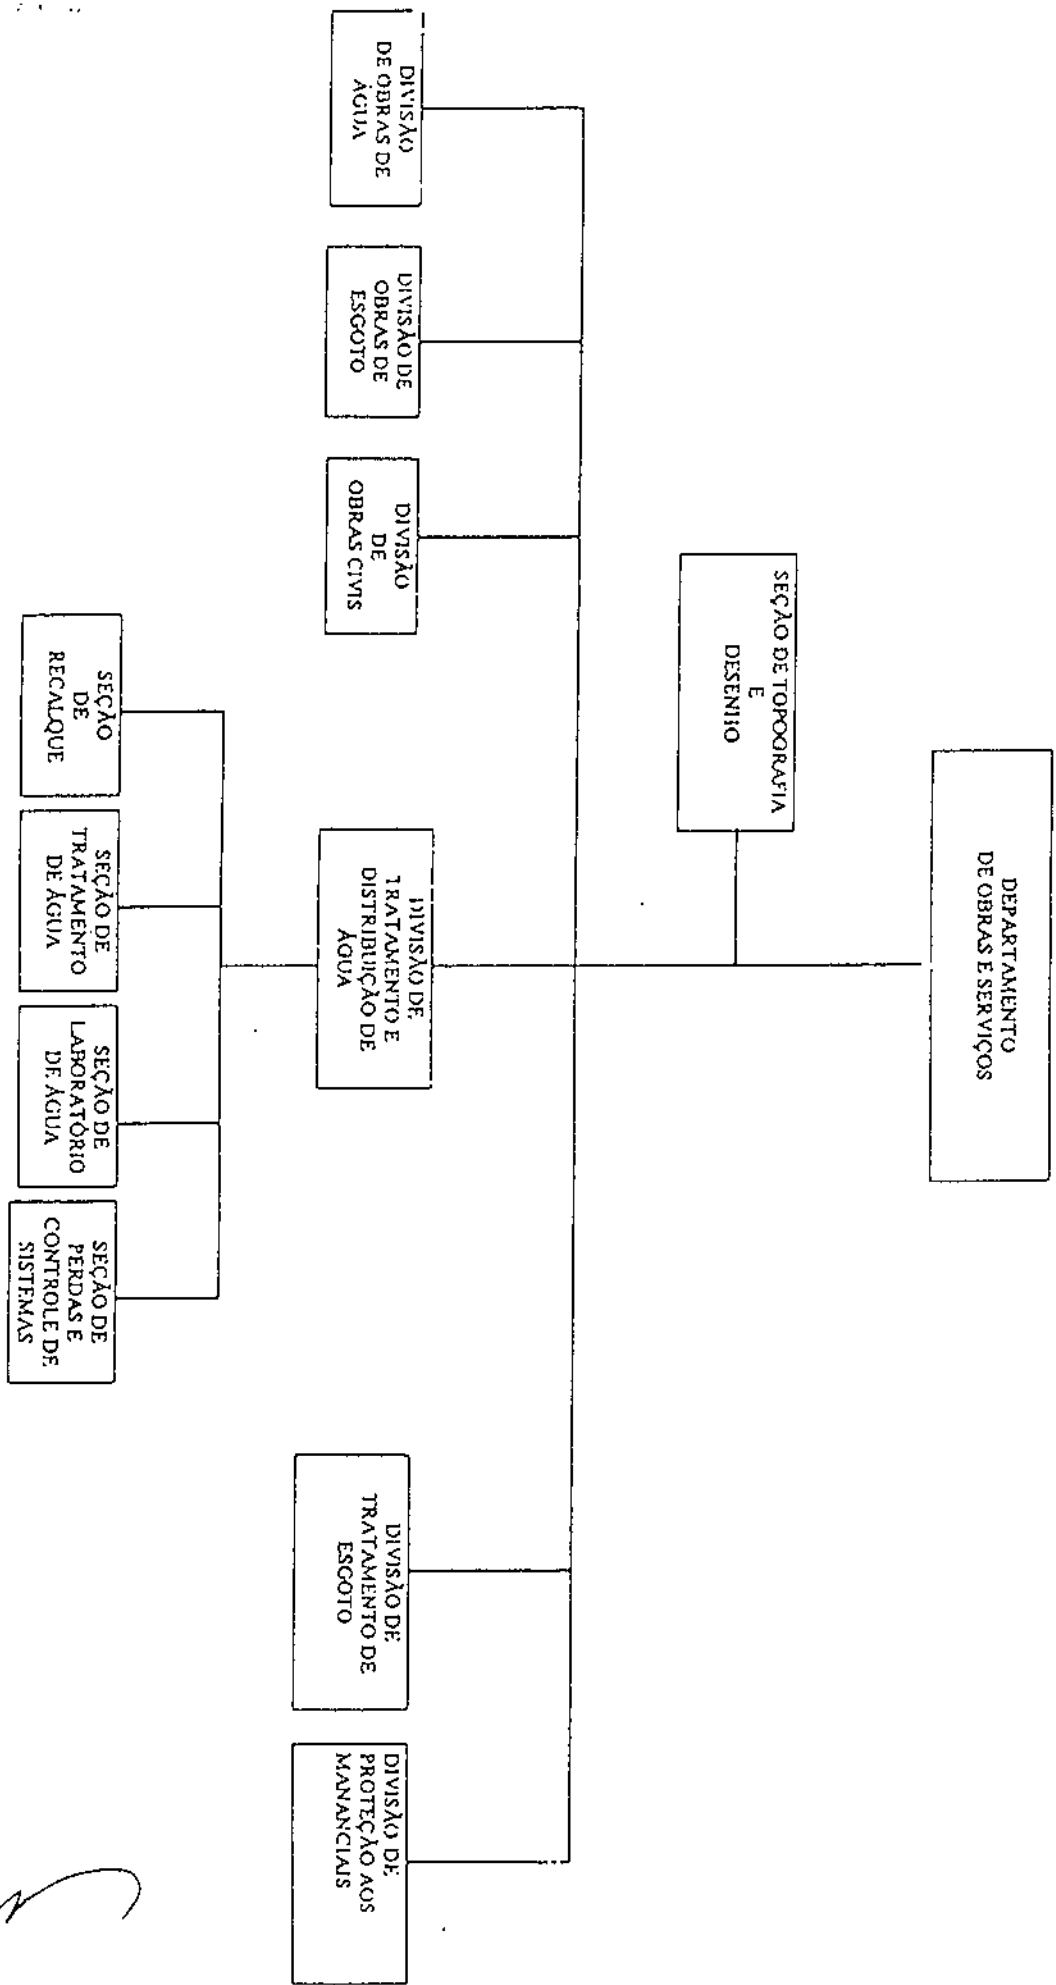 DEPARTAMENTO
DE OBRAS E SERVIÇOS
SEÇÃO DE TOPOGRAFIA
E
DESENHO
DIVISÃO
DE OBRAS DE
ÁGUA
DIVISÃO DE
OBRAS DE
ESGOTO
DIVISÃO
DE
OBRAS CIVIS
DIVISÃO DE
TRATAMENTO E
DISTRIBUIÇÃO DE
ÁGUA
DIVISÃO DE
TRATAMENTO DE
ESGOTO
DIVISÃO DE
PROTEÇÃO AOS
MANANCIAIS
SEÇÃO
DE
RECALQUE
SEÇÃO DE
TRATAMENTO
DE ÁGUA
SEÇÃO DE
LABORATÓRIO
DE ÁGUA
SEÇÃO DE
PERDAS E
CONTROLE DE
SISTEMAS